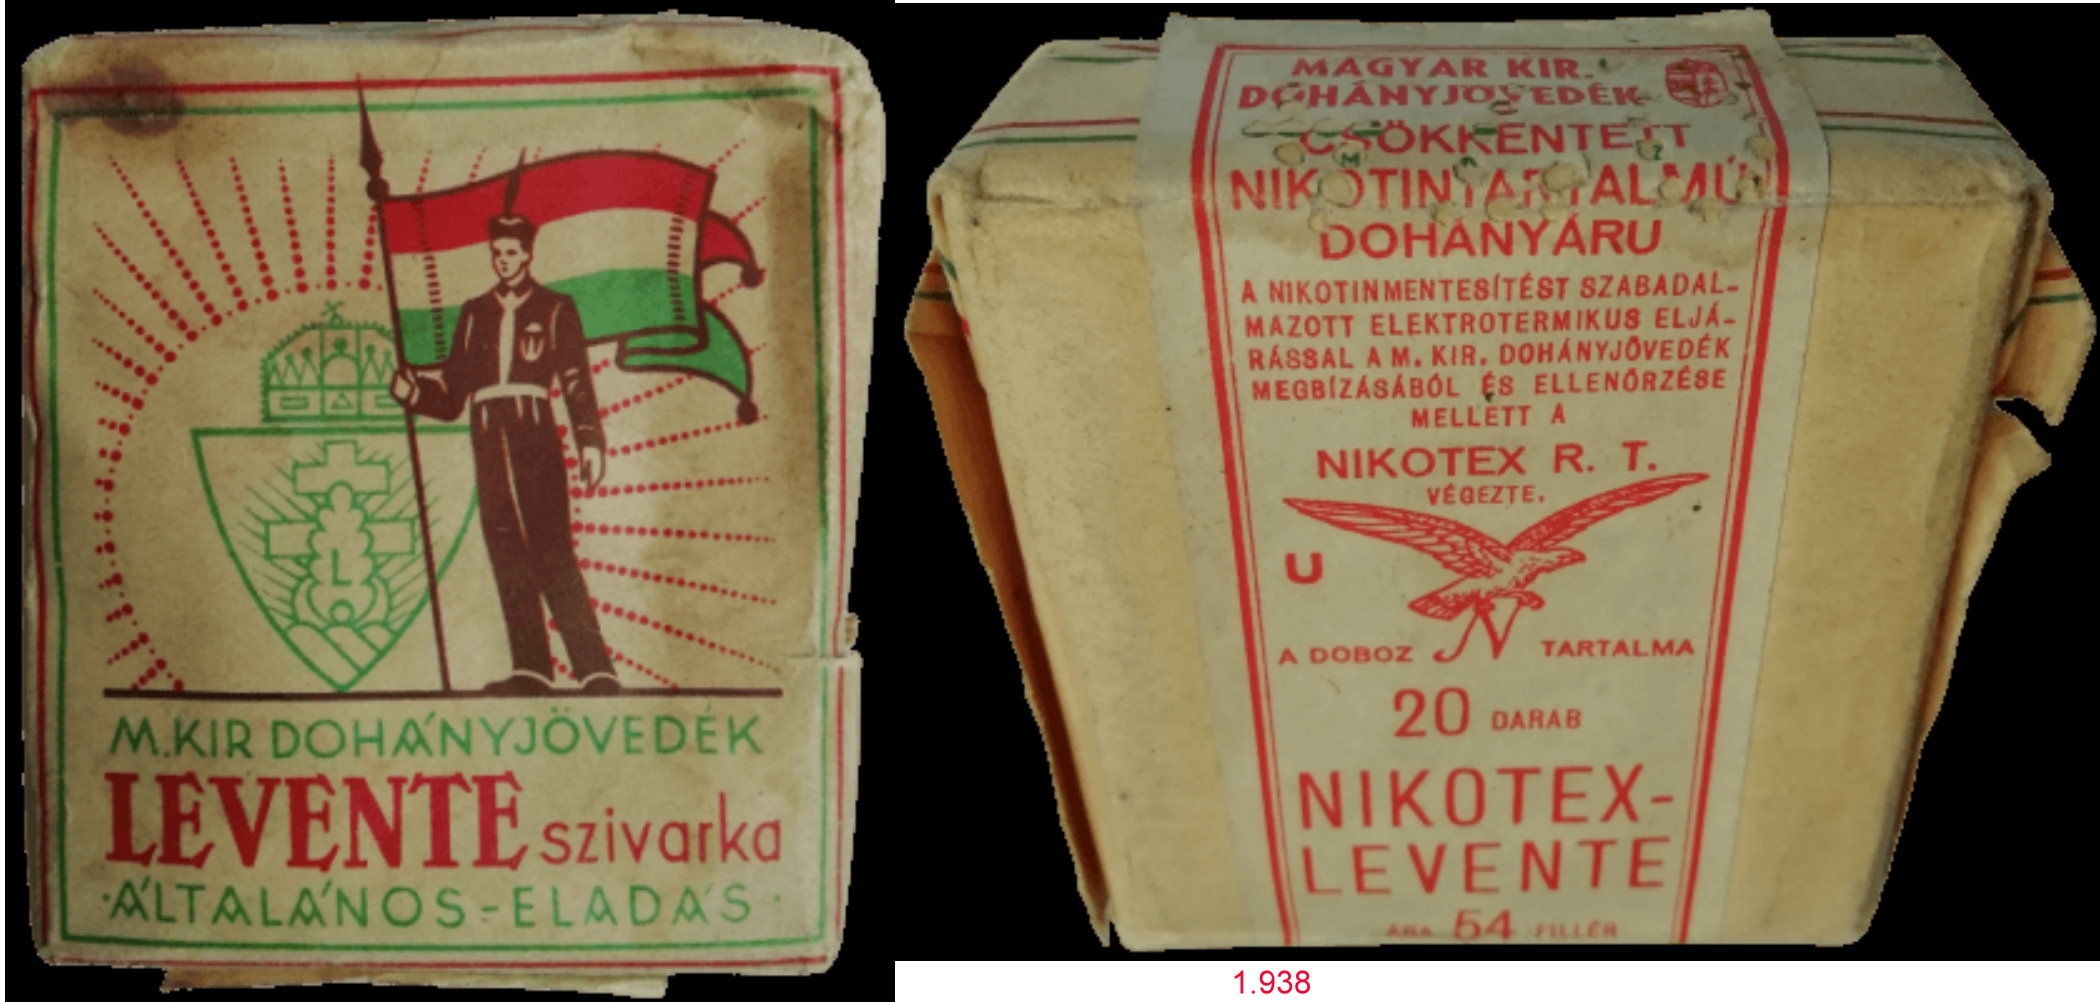 M.KIR DOHÁNYJÖVEDÉK
LEVENTE szivarka
·ÁLTALÁNOS-ELADÁS·
L
MAGYAR KIR.
DOHÁNYJÖVEDÉK
CSÖKKENTETT
NIKOTINTARTALMÚ
DOHÁNYÁRU
A NIKOTINMENTESÍTÉST SZABADAL-
MAZOTT ELEKTROTERMIKUS ELJÁ-
RÁSSAL A M. KIR. DOHÁNYJÖVEDÉK
MEGBÍZÁSÁBÓL ÉS ELLENŐRZÉSE
MELLETT A
NIKOTEX R. T.
VÉGEZTE.
U
N
A DOBOZ TARTALMA
20 DARAB
NIKOTEX-
LEVENTE
ÁRA 54 FILLÉR
1.938